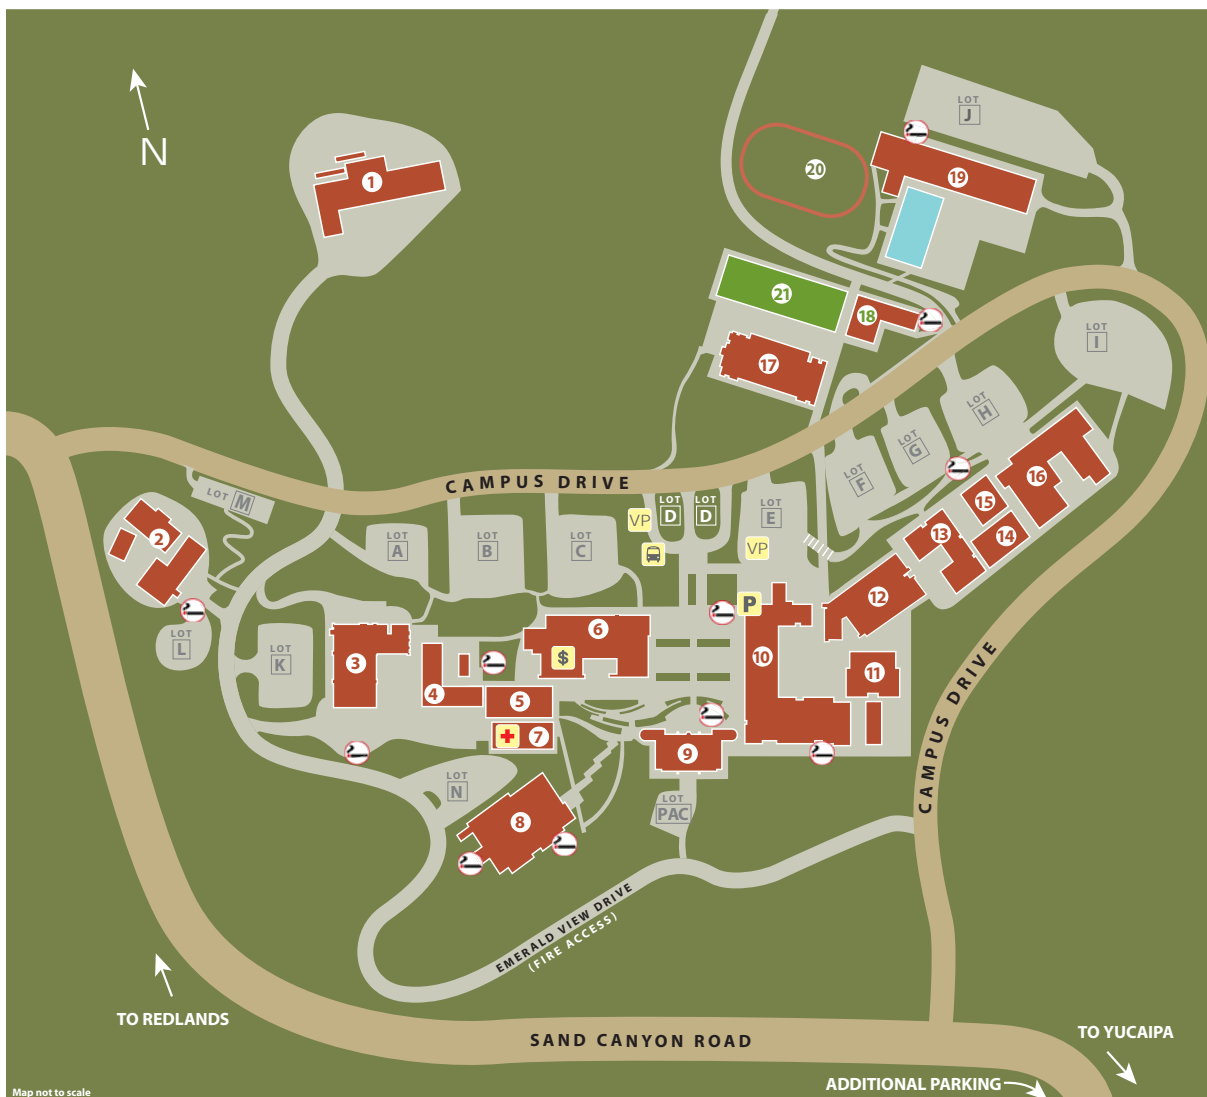 N
1
LOT
J
19
20
21
18
17
LOT
I
LOT
H
LOT
G
LOT
F
16
15
14
13
12
CAMPUS DRIVE
LOT
M
2
LOT
A
LOT
B
LOT
C
VP
LOT
D
LOT
D
LOT
E
VP
P
LOT
L
LOT
K
3
4
5
6
$
7
10
11
9
CAMPUS DRIVE
LOT
N
8
LOT
PAC
EMERALD VIEW DRIVE
(FIRE ACCESS)
TO REDLANDS
SAND CANYON ROAD
TO YUCAIPA
ADDITIONAL PARKING
Map not to scale